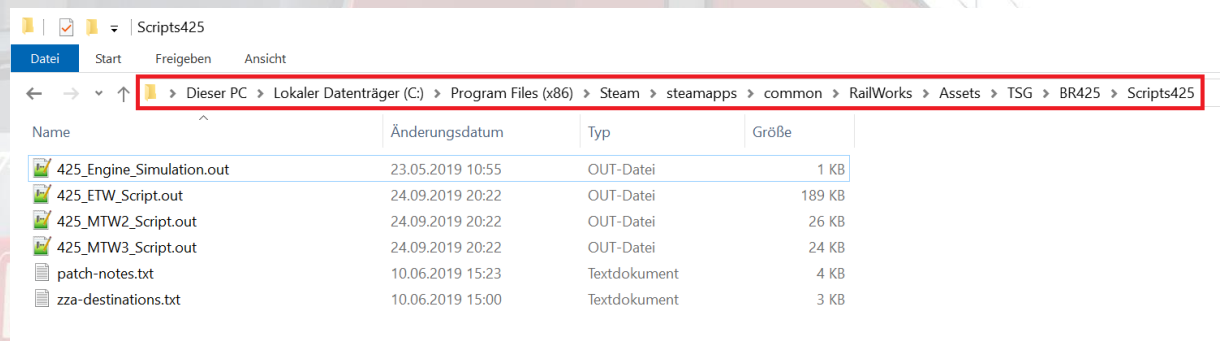 Scripts425
Datei Start Freigeben Ansicht
Dieser PC > Lokaler Datenträger (C:) > Program Files (x86) > Steam > steamapps > common > RailWorks > Assets > TSG > BR425 > Scripts425
Name Änderungsdatum Typ Größe
425_Engine_Simulation.out 23.05.2019 10:55 OUT-Datei 1 KB
425_ETW_Script.out 24.09.2019 20:22 OUT-Datei 189 KB
425_MTW2_Script.out 24.09.2019 20:22 OUT-Datei 26 KB
425_MTW3_Script.out 24.09.2019 20:22 OUT-Datei 24 KB
patch-notes.txt 10.06.2019 15:23 Textdokument 4 KB
zza-destinations.txt 10.06.2019 15:00 Textdokument 3 KB